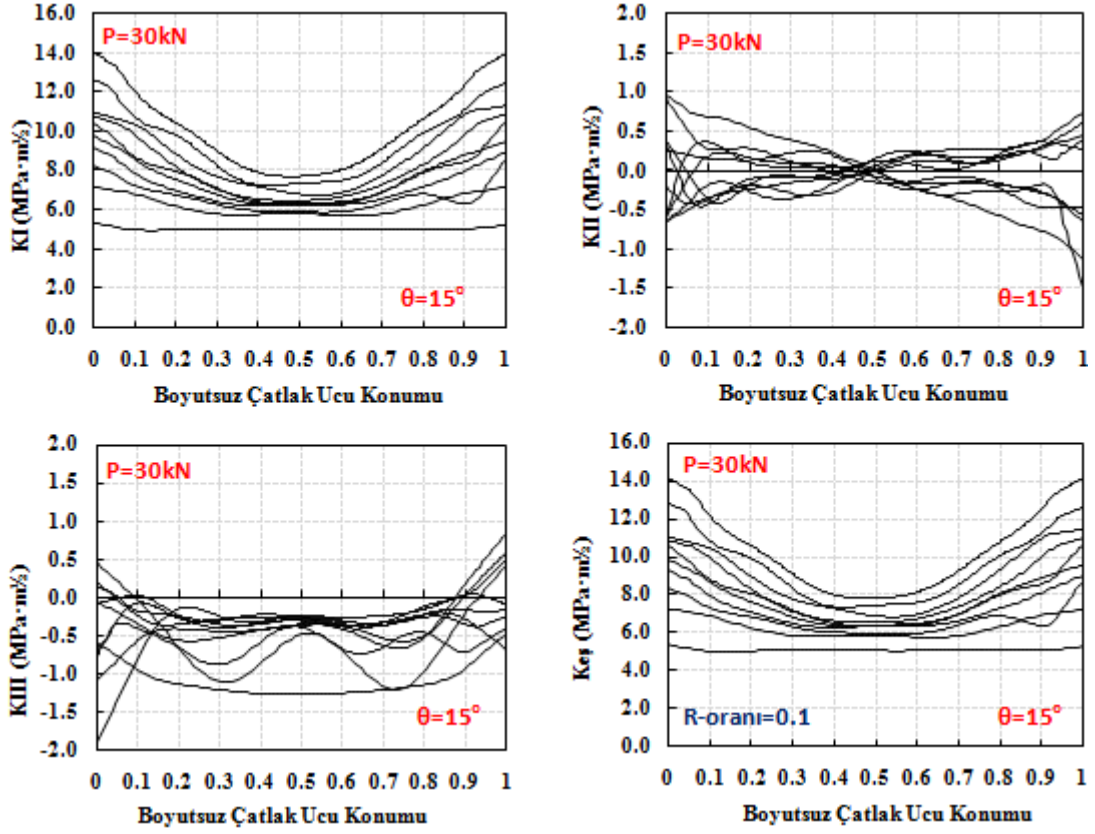 16.0
14.0
12.0
10.0
8.0
6.0
4.0
2.0
0.0
KI (MPa·m½)
P=30kN
θ=15°
0 0.1 0.2 0.3 0.4 0.5 0.6 0.7 0.8 0.9 1
Boyutsuz Çatlak Ucu Konumu
2.0
1.5
1.0
0.5
0.0
-0.5
-1.0
-1.5
-2.0
KII (MPa·m½)
P=30kN
θ=15°
0 0.1 0.2 0.3 0.4 0.5 0.6 0.7 0.8 0.9 1
Boyutsuz Çatlak Ucu Konumu
2.0
1.5
1.0
0.5
0.0
-0.5
-1.0
-1.5
-2.0
KIII (MPa·m½)
P=30kN
θ=15°
0 0.1 0.2 0.3 0.4 0.5 0.6 0.7 0.8 0.9 1
Boyutsuz Çatlak Ucu Konumu
16.0
14.0
12.0
10.0
8.0
6.0
4.0
2.0
0.0
Keş (MPa·m½)
P=30kN
R-oranı=0.1
θ=15°
0 0.1 0.2 0.3 0.4 0.5 0.6 0.7 0.8 0.9 1
Boyutsuz Çatlak Ucu Konumu